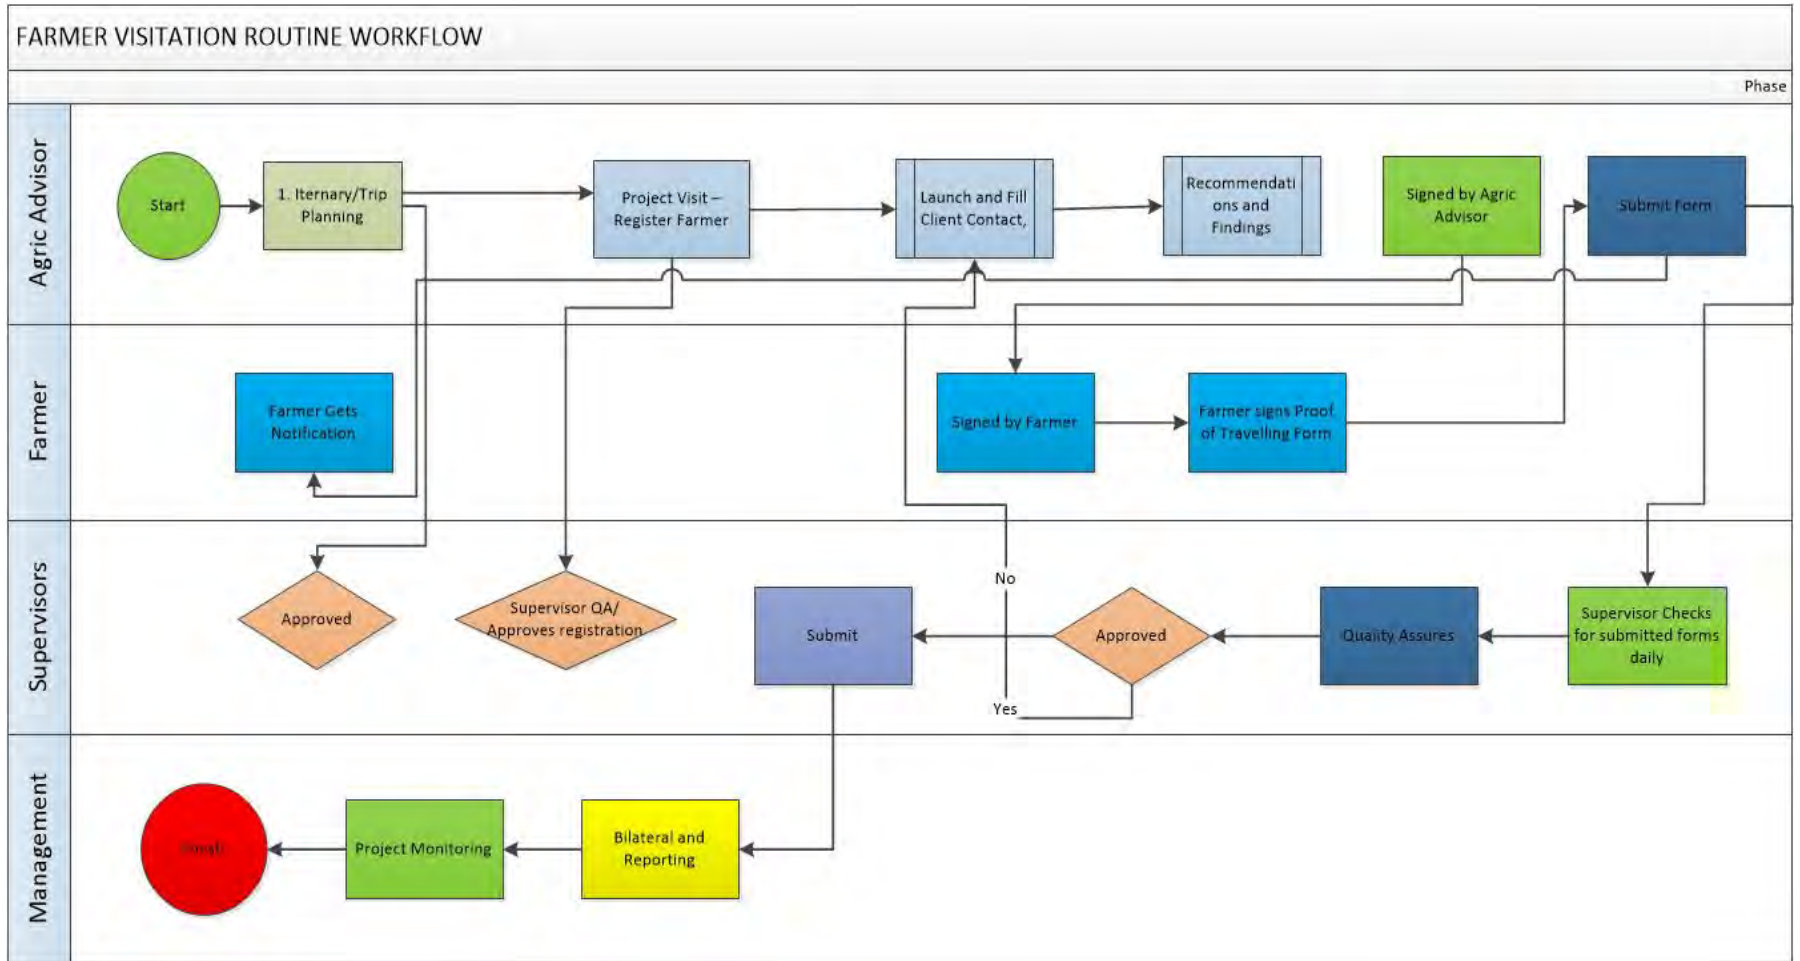 FARMER VISITATION ROUTINE WORKFLOW
Phase
Agric Advisor
Start
1. Iternary/Trip
Planning
Project Visit –
Register Farmer
Launch and Fill
Client Contact,
Recommendati
ons and
Findings
Signed by Agric
Advisor
Submit Form
Farmer
Farmer Gets
Notification
Signed by Farmer
Farmer signs Proof
of Travelling Form
Supervisors
Approved
Supervisor QA/
Approves registration
Submit
No
Yes
Approved
Quality Assures
Supervisor Checks
for submitted forms
daily
Management
Project Monitoring
Bilateral and
Reporting